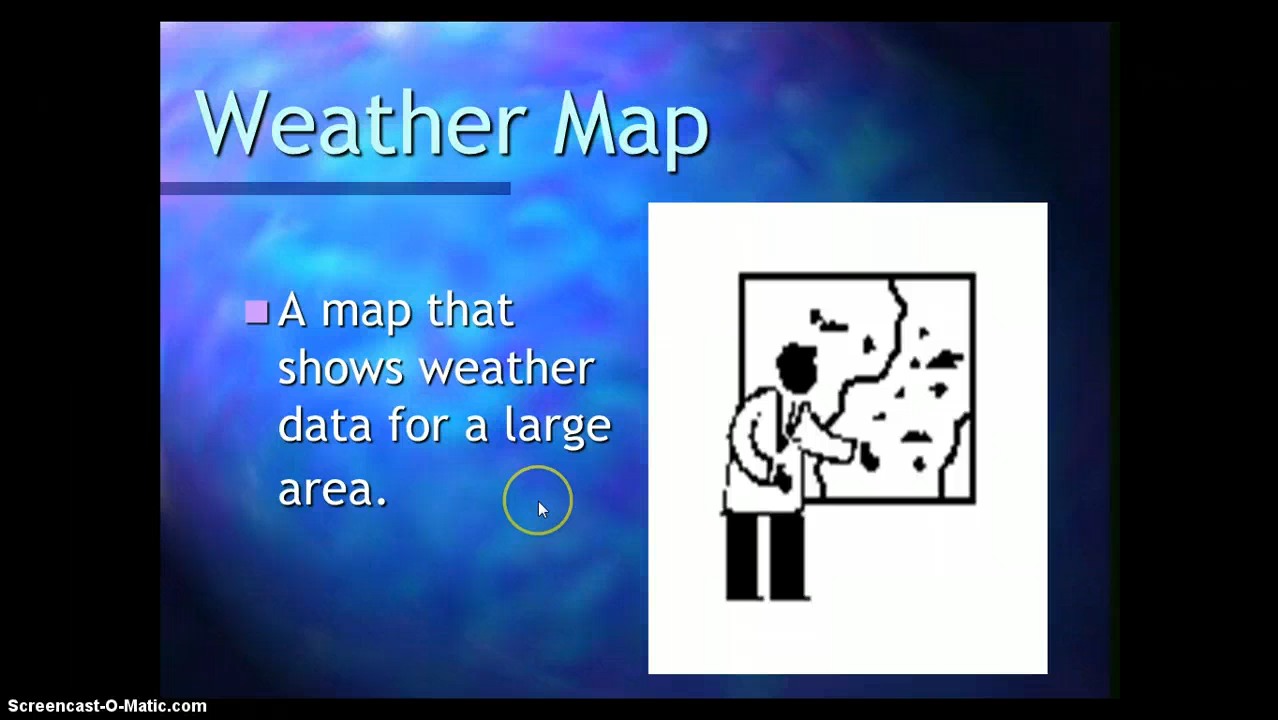 Weather Map
A map that
shows weather
data for a large
area.
Screencast-O-Matic.com